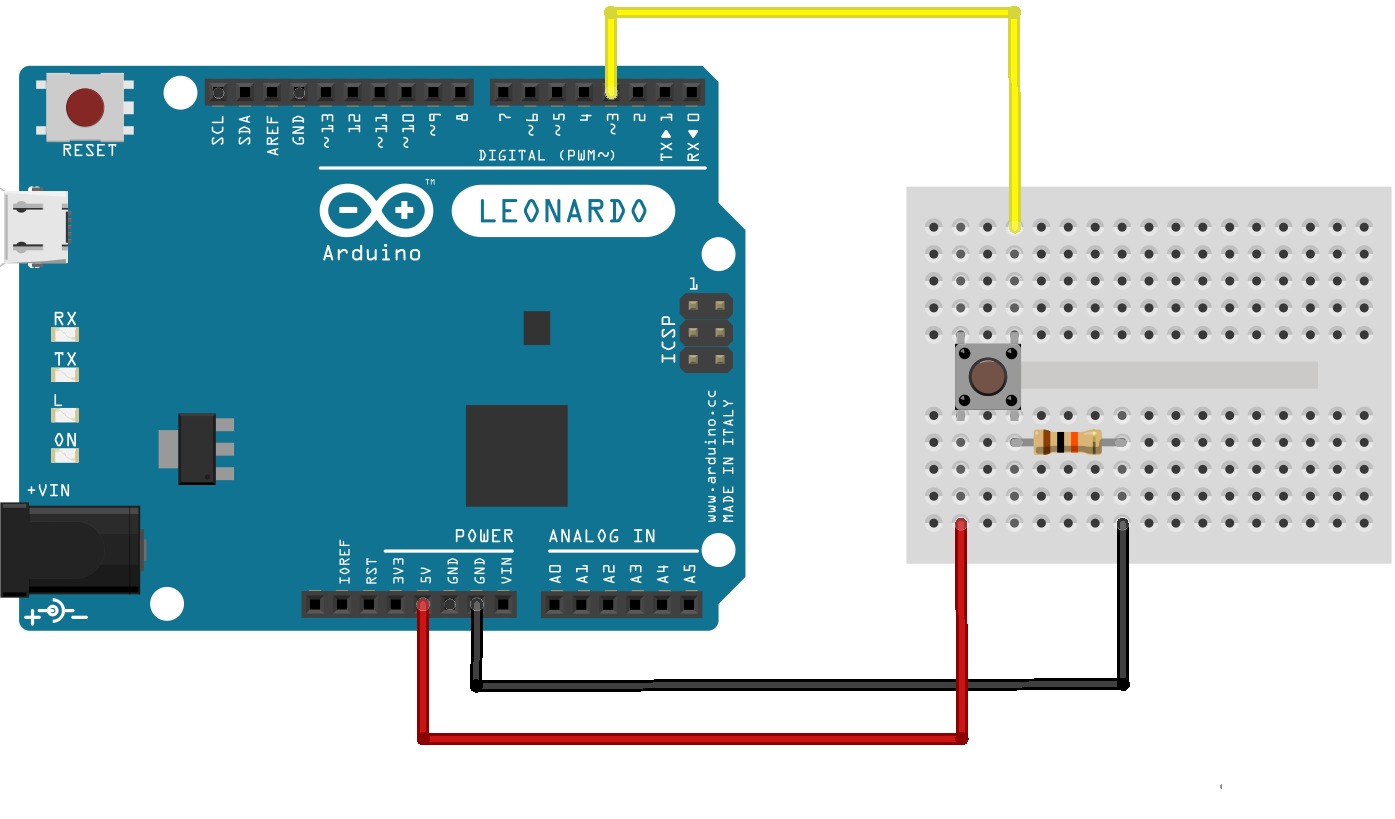 RESET
SCL SDA AREF GND ~13 12 ~11 ~10 ~9 8 7 ~6 ~5 4 ~3 2 TX▶1 RX◀0
DIGITAL (PWM~)
TM
LEONARDO
Arduino
1
ICSP
RX
TX
L
ON
+VIN
www.arduino.cc
MADE IN ITALY
POWER
ANALOG IN
IOREF RST 3V3 5V GND GND VIN A0 A1 A2 A3 A4 A5
+ -